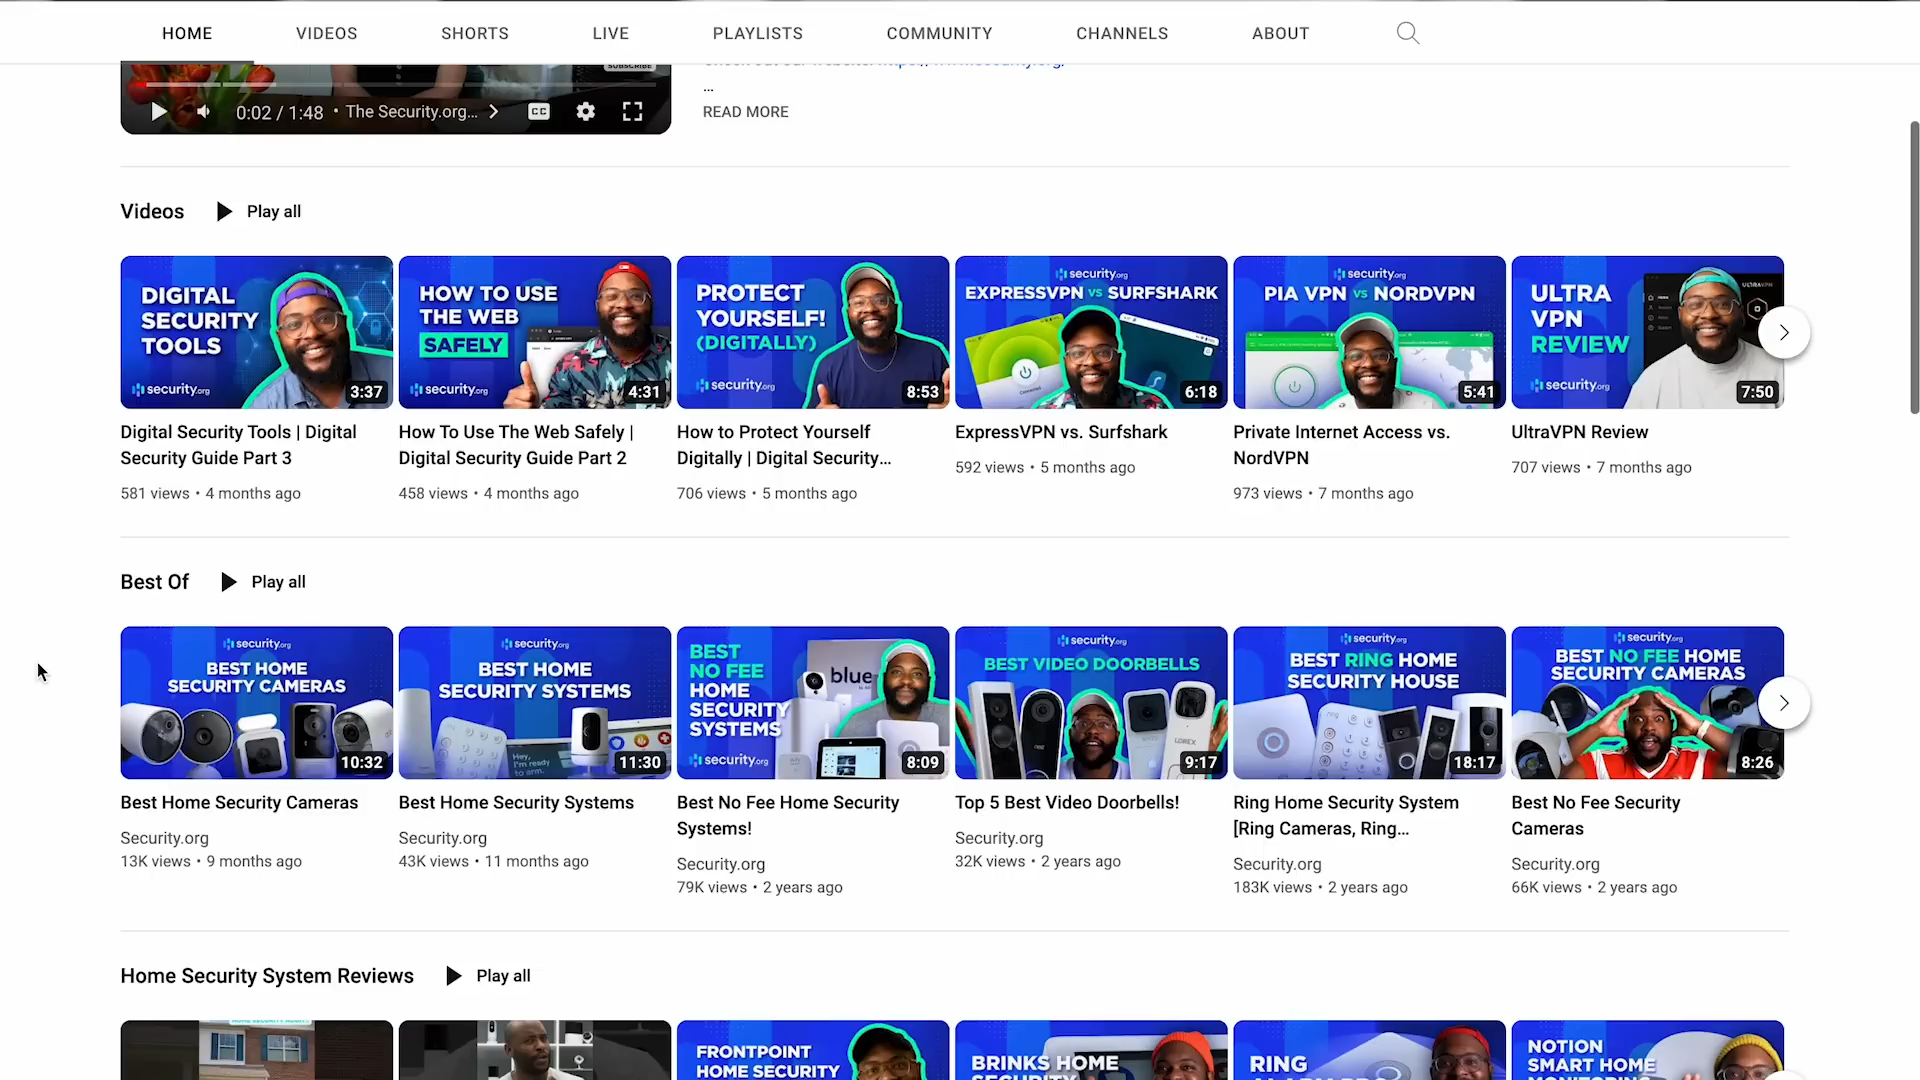 HOME VIDEOS SHORTS LIVE PLAYLISTS COMMUNITY CHANNELS ABOUT
SUBSCRIBE
...
0:02 / 1:48 • The Security.org... CC
READ MORE
Videos Play all
DIGITAL
SECURITY
TOOLS
security.org
3:37
HOW TO USE
THE WEB
SAFELY
security.org
4:31
PROTECT
YOURSELF!
(DIGITALLY)
security.org
8:53
security.org
EXPRESSVPN VS SURFSHARK
6:18
security.org
PIA VPN VS NORDVPN
5:41
ULTRA
VPN
REVIEW
ULTRAVPN
security.org
7:50
Digital Security Tools | Digital
Security Guide Part 3
581 views • 4 months ago
How To Use The Web Safely |
Digital Security Guide Part 2
458 views • 4 months ago
How to Protect Yourself
Digitally | Digital Security...
706 views • 5 months ago
ExpressVPN vs. Surfshark
592 views • 5 months ago
Private Internet Access vs.
NordVPN
973 views • 7 months ago
UltraVPN Review
707 views • 7 months ago
Best Of Play all
security.org
BEST HOME
SECURITY CAMERAS
10:32
security.org
BEST HOME
SECURITY SYSTEMS
Hey,
I'm ready
to arm.
11:30
BEST
NO FEE
HOME
SECURITY
SYSTEMS
blue
security.org
8:09
security.org
BEST VIDEO DOORBELLS
LOREX
9:17
security.org
BEST RING HOME
SECURITY HOUSE
ring
18:17
security.org
BEST NO FEE HOME
SECURITY CAMERAS
8:26
Best Home Security Cameras
Security.org
13K views • 9 months ago
Best Home Security Systems
Security.org
43K views • 11 months ago
Best No Fee Home Security
Systems!
Security.org
79K views • 2 years ago
Top 5 Best Video Doorbells!
Security.org
32K views • 2 years ago
Ring Home Security System
[Ring Cameras, Ring...
Security.org
183K views • 2 years ago
Best No Fee Security
Cameras
Security.org
66K views • 2 years ago
Home Security System Reviews Play all
FRONTPOINT
HOME SECURITY
BRINKS HOME
RING
NOTION
SMART HOME